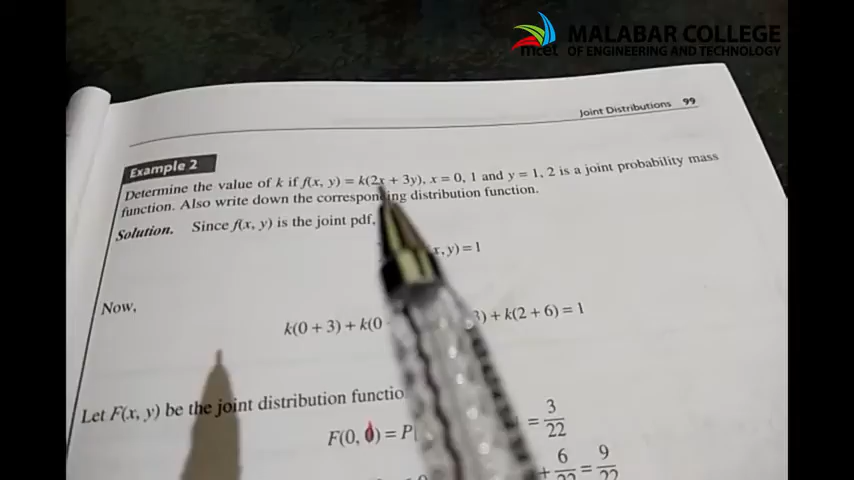 MALABAR COLLEGE
OF ENGINEERING AND TECHNOLOGY
mcet
Joint Distributions 99
Example 2
Determine the value of k if f(x, y) = k(2x + 3y), x = 0, 1 and y = 1, 2 is a joint probability mass
function. Also write down the corresponding distribution function.
Solution. Since f(x, y) is the joint pdf,
x, y) = 1
Now,
k(0 + 3) + k(0 3) + k(2 + 6) = 1
Let F(x, y) be the joint distribution functio
F(0, 0) = P = 3/22
+ 6/22 = 9/22